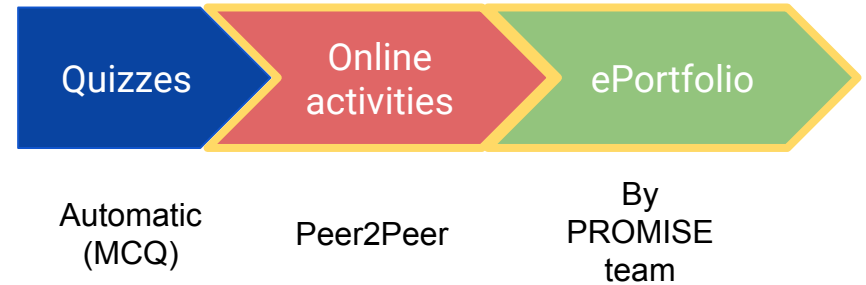 Quizzes
Online
activities
ePortfolio
Automatic
(MCQ)
Peer2Peer
By
PROMISE
team